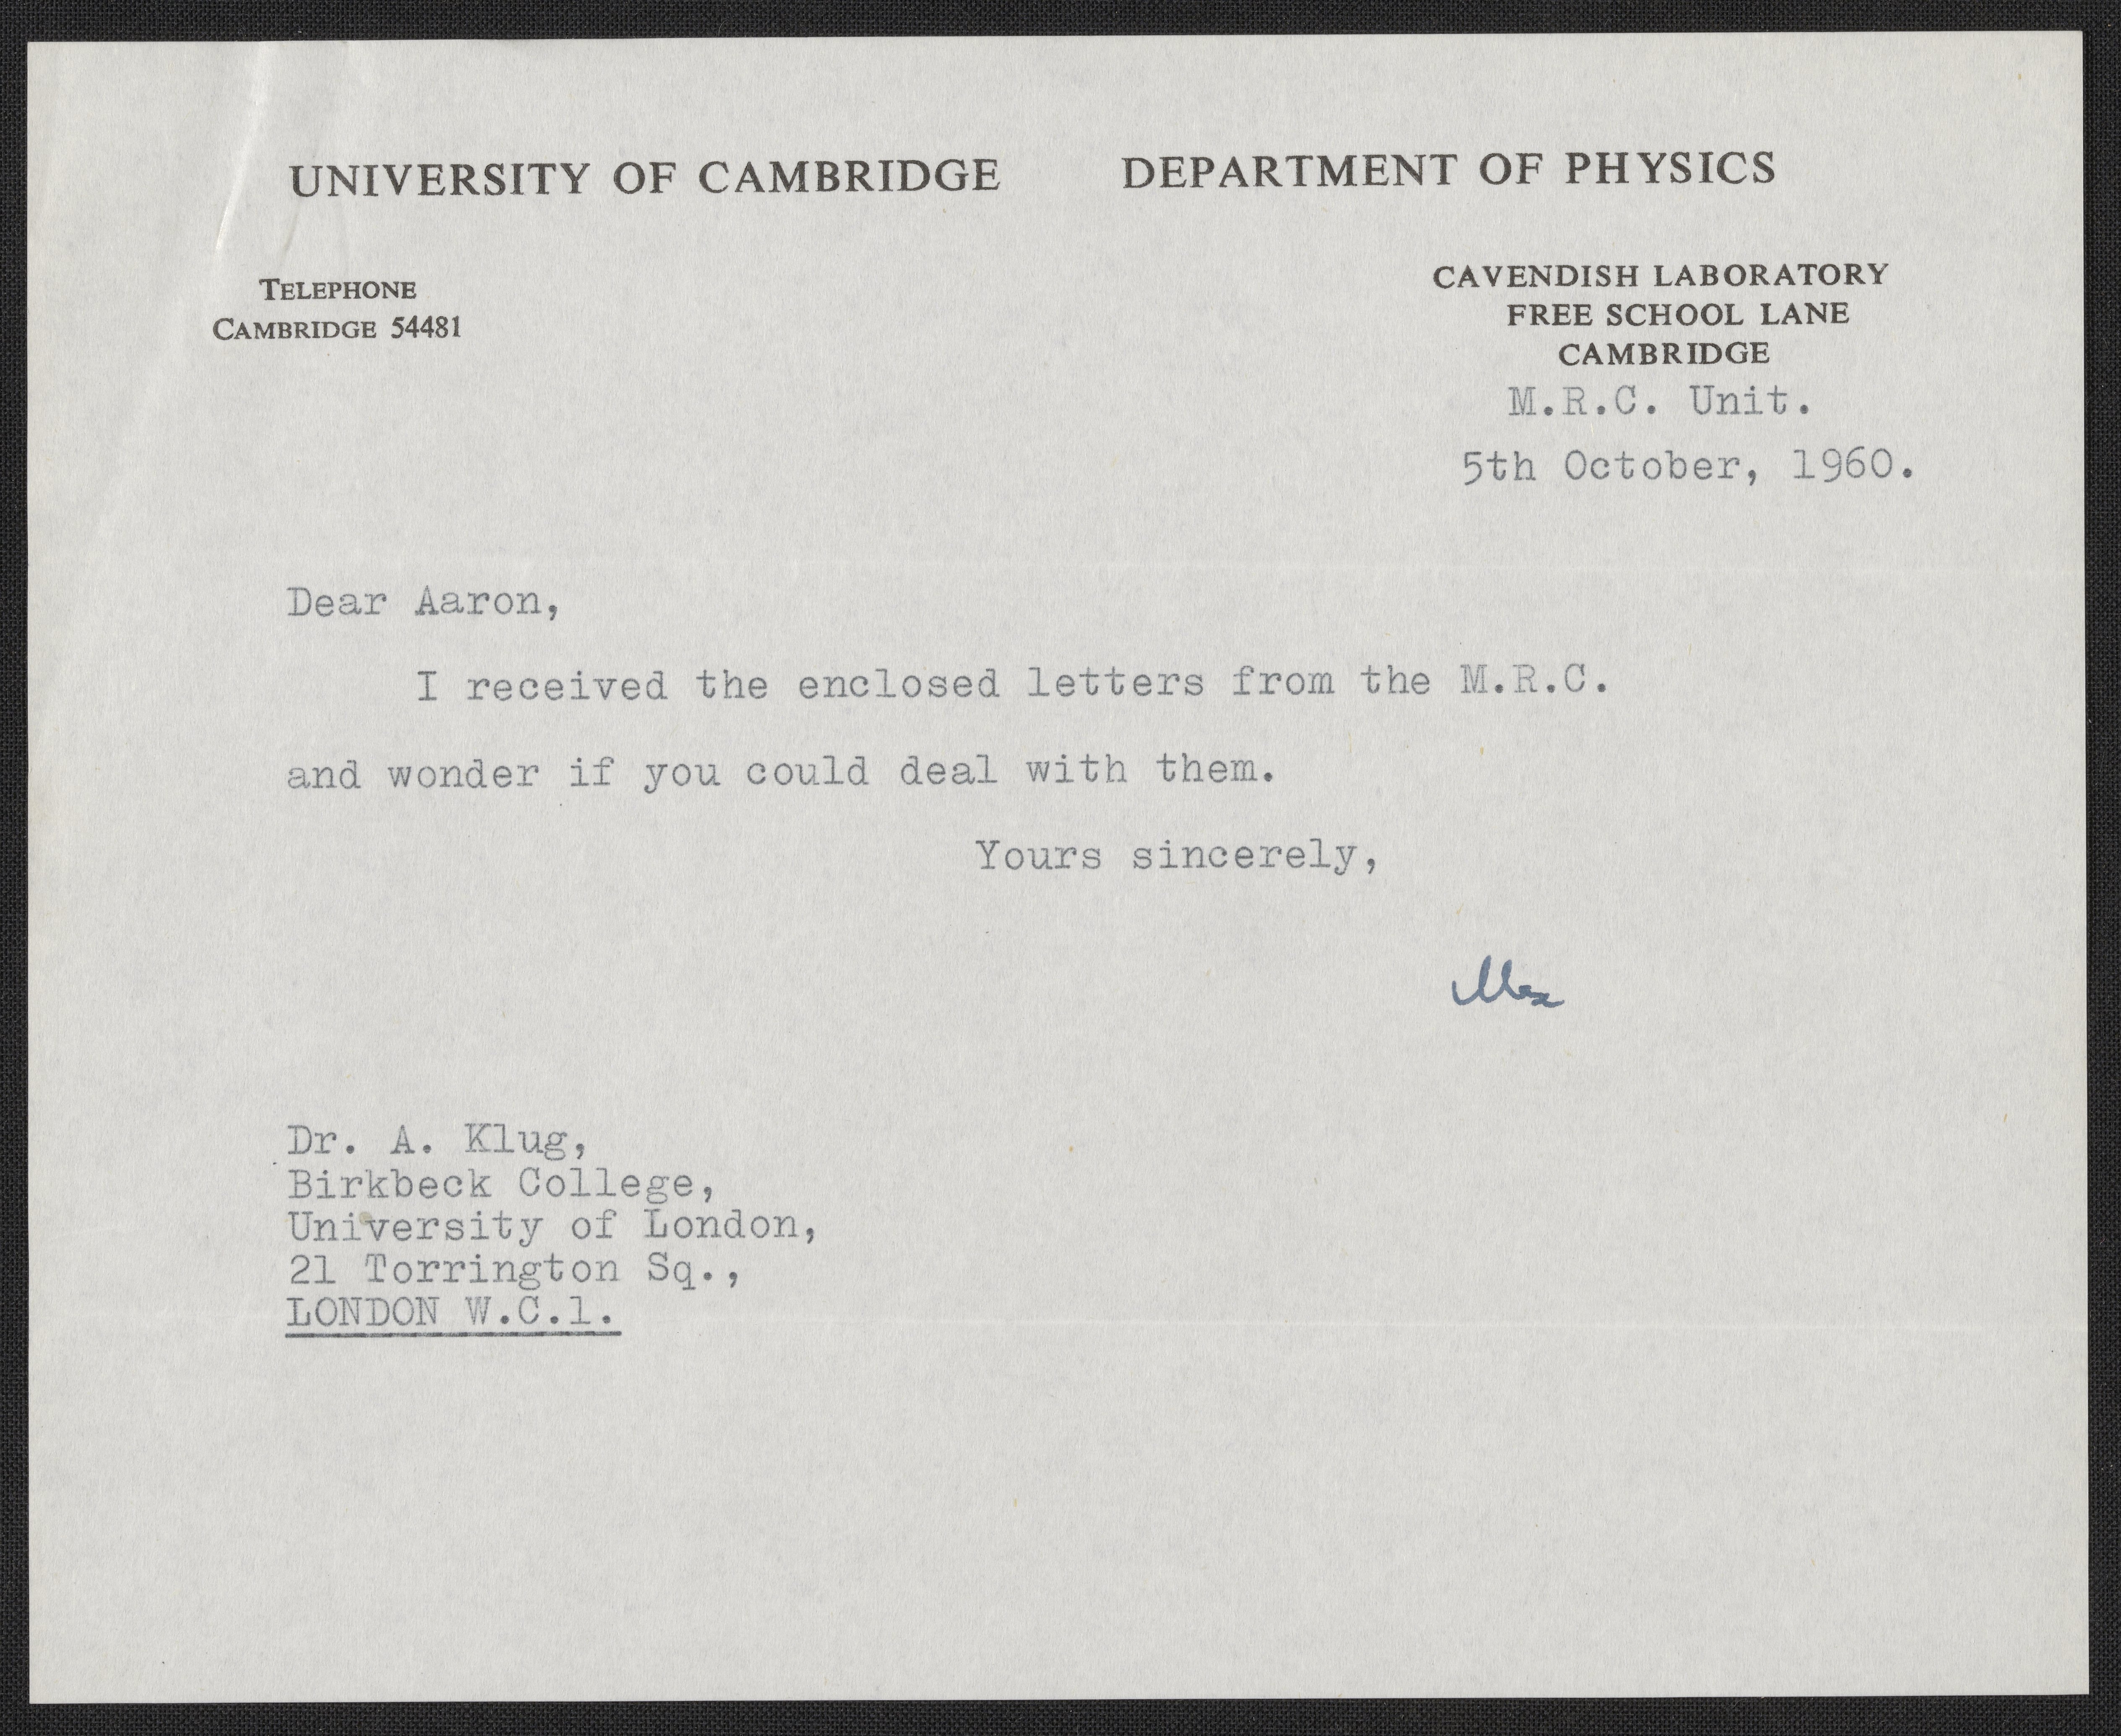 UNIVERSITY OF CAMBRIDGE DEPARTMENT OF PHYSICS
TELEPHONE
CAMBRIDGE 54481
CAVENDISH LABORATORY
FREE SCHOOL LANE
CAMBRIDGE
M.R.C. Unit.
5th October, 1960.
Dear Aaron,
I received the enclosed letters from the M.R.C.
and wonder if you could deal with them.
Yours sincerely,
Max
Dr. A. Klug,
Birkbeck College,
University of London,
21 Torrington Sq.,
LONDON W.C.1.